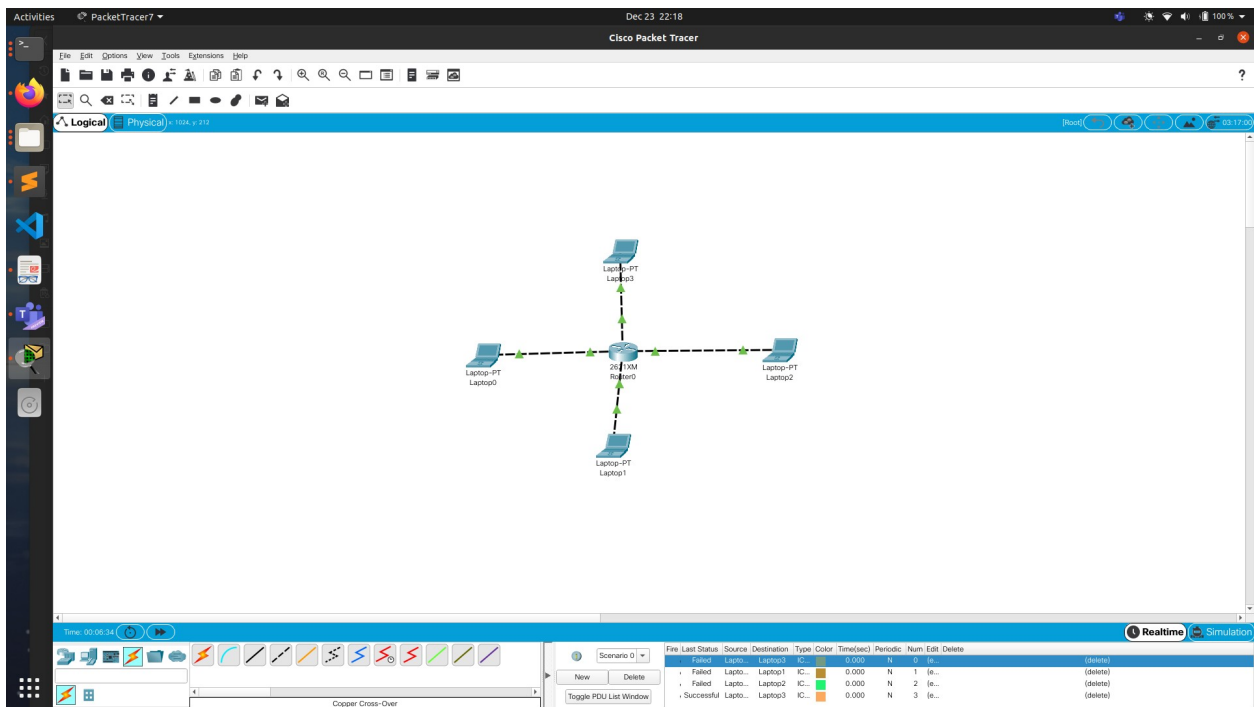 Activities PacketTracer7 Dec 23 22:18 100 %
Cisco Packet Tracer
File Edit Options View Tools Extensions Help
?
Logical Physical x: 1024, y: 212 [Root] 03:17:00
Laptop-PT
Laptop3
Laptop-PT
Laptop0
Router0
Laptop-PT
Laptop2
Laptop-PT
Laptop1
Time: 00:06:34 Realtime Simulation
Scenario 0 Fire Last Status Source Destination Type Color Time(sec) Periodic Num Edit Delete
Failed Lapto... Laptop3 IC... 0.000 N 0 (e... (delete)
New Delete Failed Lapto... Laptop1 IC... 0.000 N 1 (e... (delete)
Failed Lapto... Laptop2 IC... 0.000 N 2 (e... (delete)
Toggle PDU List Window Successful Lapto... Laptop3 IC... 0.000 N 3 (e... (delete)
Copper Cross-Over